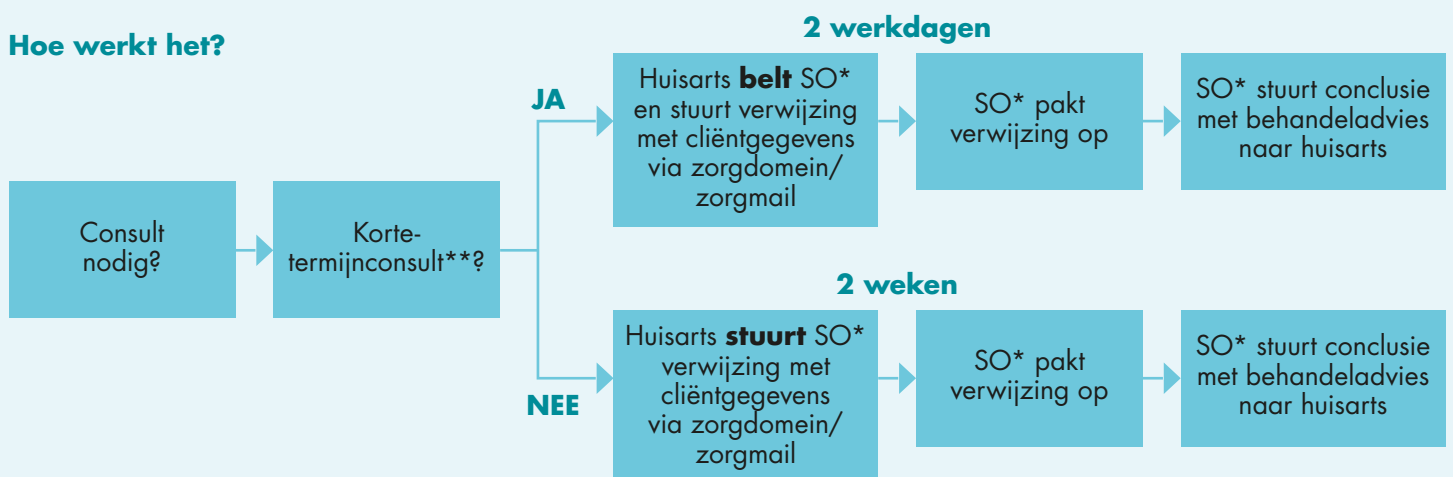 Hoe werkt het?
Consult
nodig?
Korte-
termijnconsult**?
JA
2 werkdagen
Huisarts belt SO*
en stuurt verwijzing
met cliëntgegevens
via zorgdomein/
zorgmail
SO* pakt
verwijzing op
SO* stuurt conclusie
met behandeladvies
naar huisarts
NEE
2 weken
Huisarts stuurt SO*
verwijzing met
cliëntgegevens
via zorgdomein/
zorgmail
SO* pakt
verwijzing op
SO* stuurt conclusie
met behandeladvies
naar huisarts